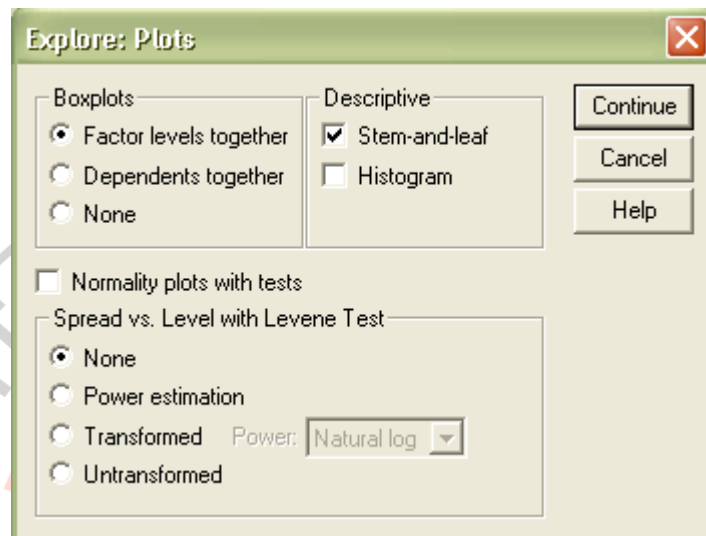 Explore: Plots
Boxplots
Factor levels together
Dependents together
None
Descriptive
Stem-and-leaf
Histogram
Continue
Cancel
Help
Normality plots with tests
Spread vs. Level with Levene Test
None
Power estimation
Transformed Power: Natural log
Untransformed